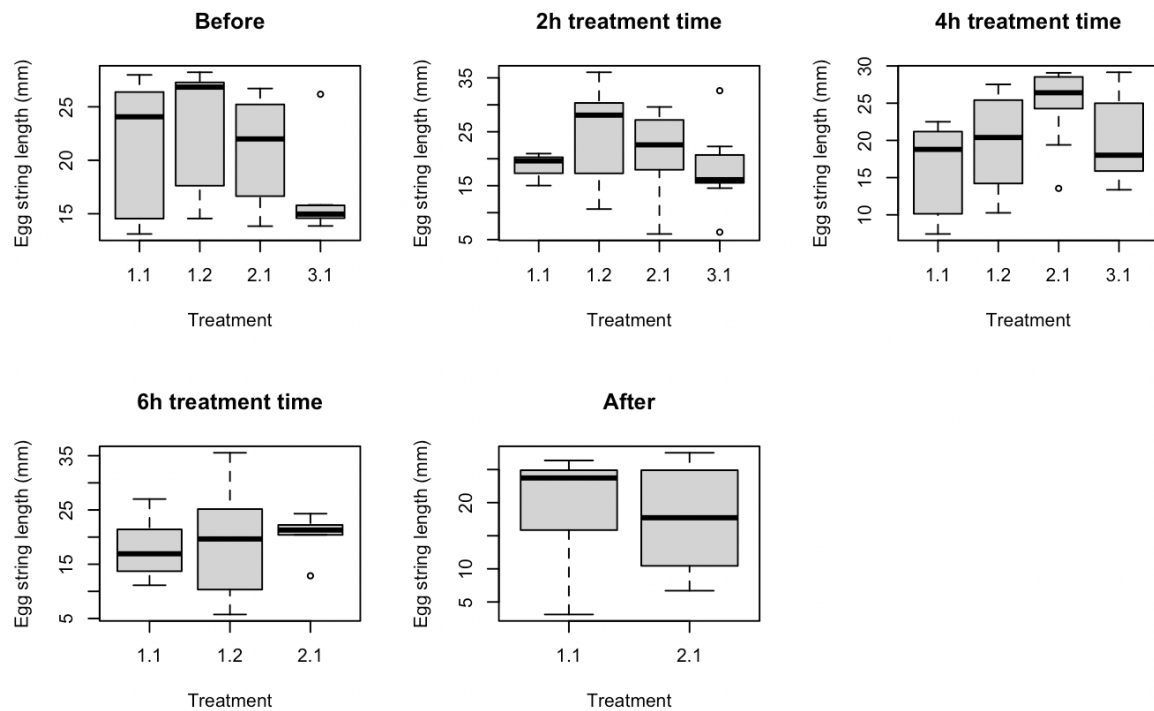 Before
Egg string length (mm)
15 20 25
1.1 1.2 2.1 3.1
Treatment
2h treatment time
Egg string length (mm)
5 15 25 35
1.1 1.2 2.1 3.1
Treatment
4h treatment time
Egg string length (mm)
10 15 20 25 30
1.1 1.2 2.1 3.1
Treatment
6h treatment time
Egg string length (mm)
5 15 25 35
1.1 1.2 2.1
Treatment
After
Egg string length (mm)
5 10 20
1.1 2.1
Treatment